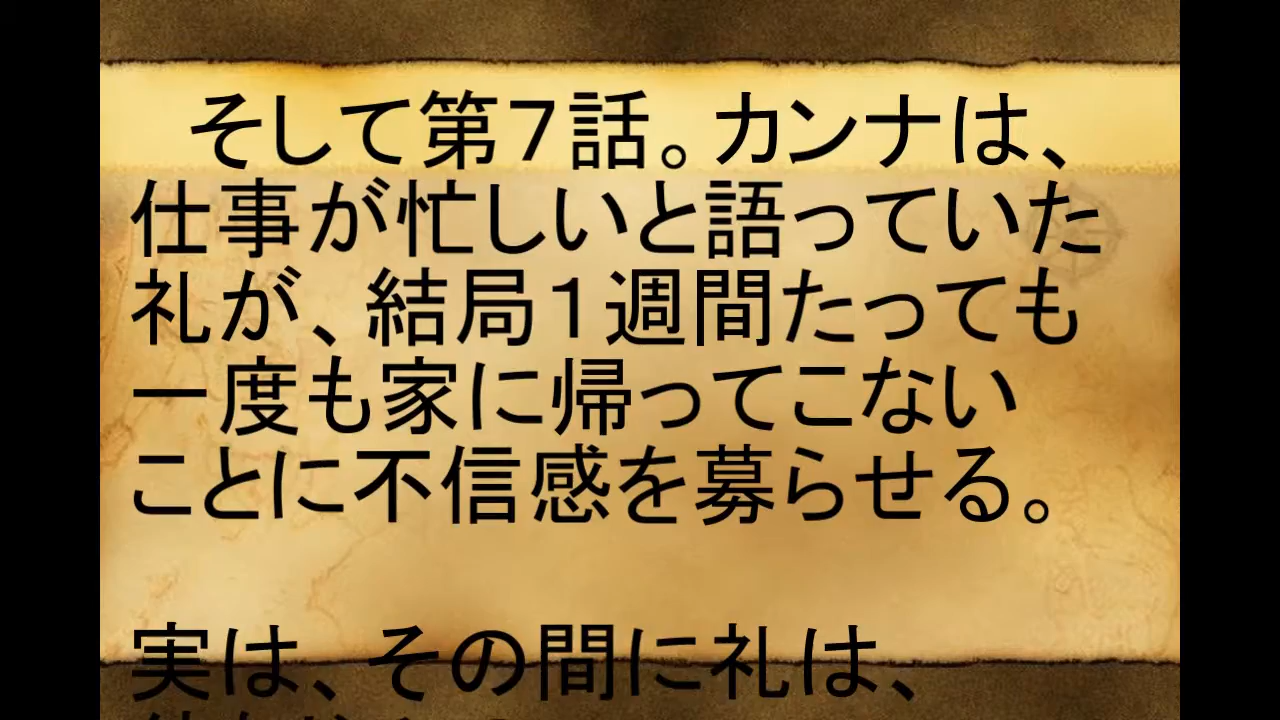 そして第７話。カンナは、
仕事が忙しいと語っていた
礼が、結局１週間たっても
一度も家に帰ってこない
ことに不信感を募らせる。
実は、その間に礼は、